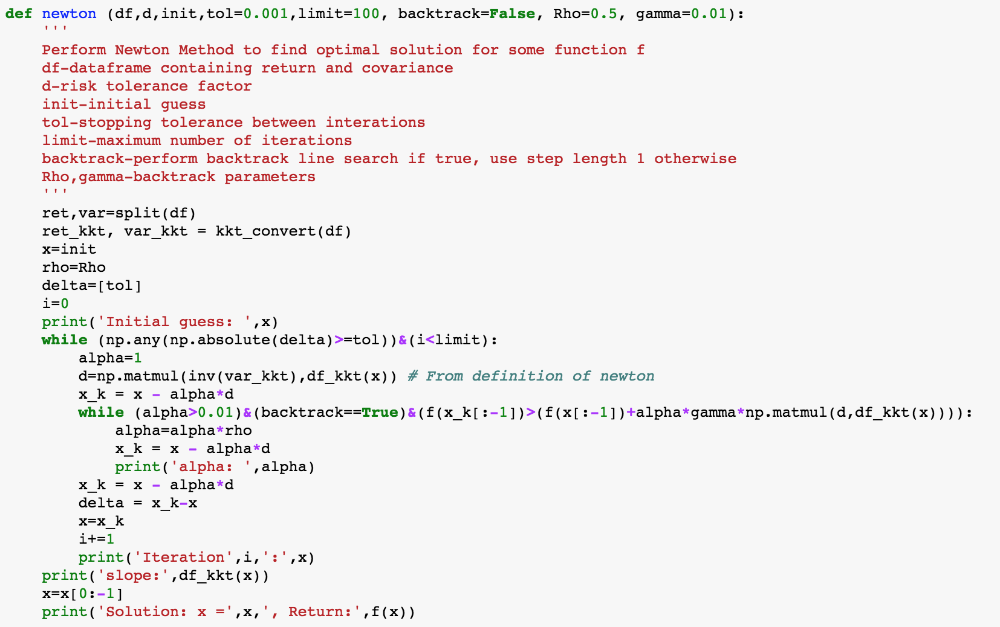 def newton (df,d,init,tol=0.001,limit=100, backtrack=False, Rho=0.5, gamma=0.01):
    '''
    Perform Newton Method to find optimal solution for some function f
    df-dataframe containing return and covariance
    d-risk tolerance factor
    init-initial guess
    tol-stopping tolerance between interations
    limit-maximum number of iterations
    backtrack-perform backtrack line search if true, use step length 1 otherwise
    Rho,gamma-backtrack parameters
    '''
    ret,var=split(df)
    ret_kkt, var_kkt = kkt_convert(df)
    x=init
    rho=Rho
    delta=[tol]
    i=0
    print('Initial guess: ',x)
    while (np.any(np.absolute(delta)>=tol))&(i<limit):
        alpha=1
        d=np.matmul(inv(var_kkt),df_kkt(x)) # From definition of newton
        x_k = x - alpha*d
        while (alpha>0.01)&(backtrack==True)&(f(x_k[:-1])>(f(x[:-1])+alpha*gamma*np.matmul(d,df_kkt(x)))):
            alpha=alpha*rho
            x_k = x - alpha*d
            print('alpha: ',alpha)
        x_k = x - alpha*d
        delta = x_k-x
        x=x_k
        i+=1
        print('Iteration',i,':',x)
    print('slope:',df_kkt(x))
    x=x[0:-1]
    print('Solution: x =',x,', Return:',f(x))